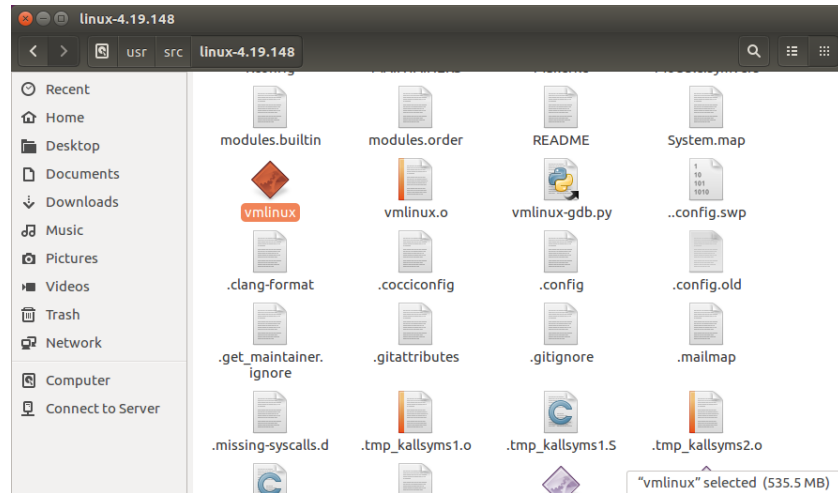 linux-4.19.148
usr src linux-4.19.148
Recent
Home
Desktop
Documents
Downloads
Music
Pictures
Videos
Trash
Network
Computer
Connect to Server
modules.builtin modules.order README System.map
1
10
101
1010
vmlinux vmlinux.o vmlinux-gdb.py ..config.swp
.clang-format .cocciconfig .config .config.old
.get_maintainer.
ignore
.gitattributes .gitignore .mailmap
C
.missing-syscalls.d .tmp_kallsyms1.o .tmp_kallsyms1.S .tmp_kallsyms2.o
C
"vmlinux" selected (535.5 MB)